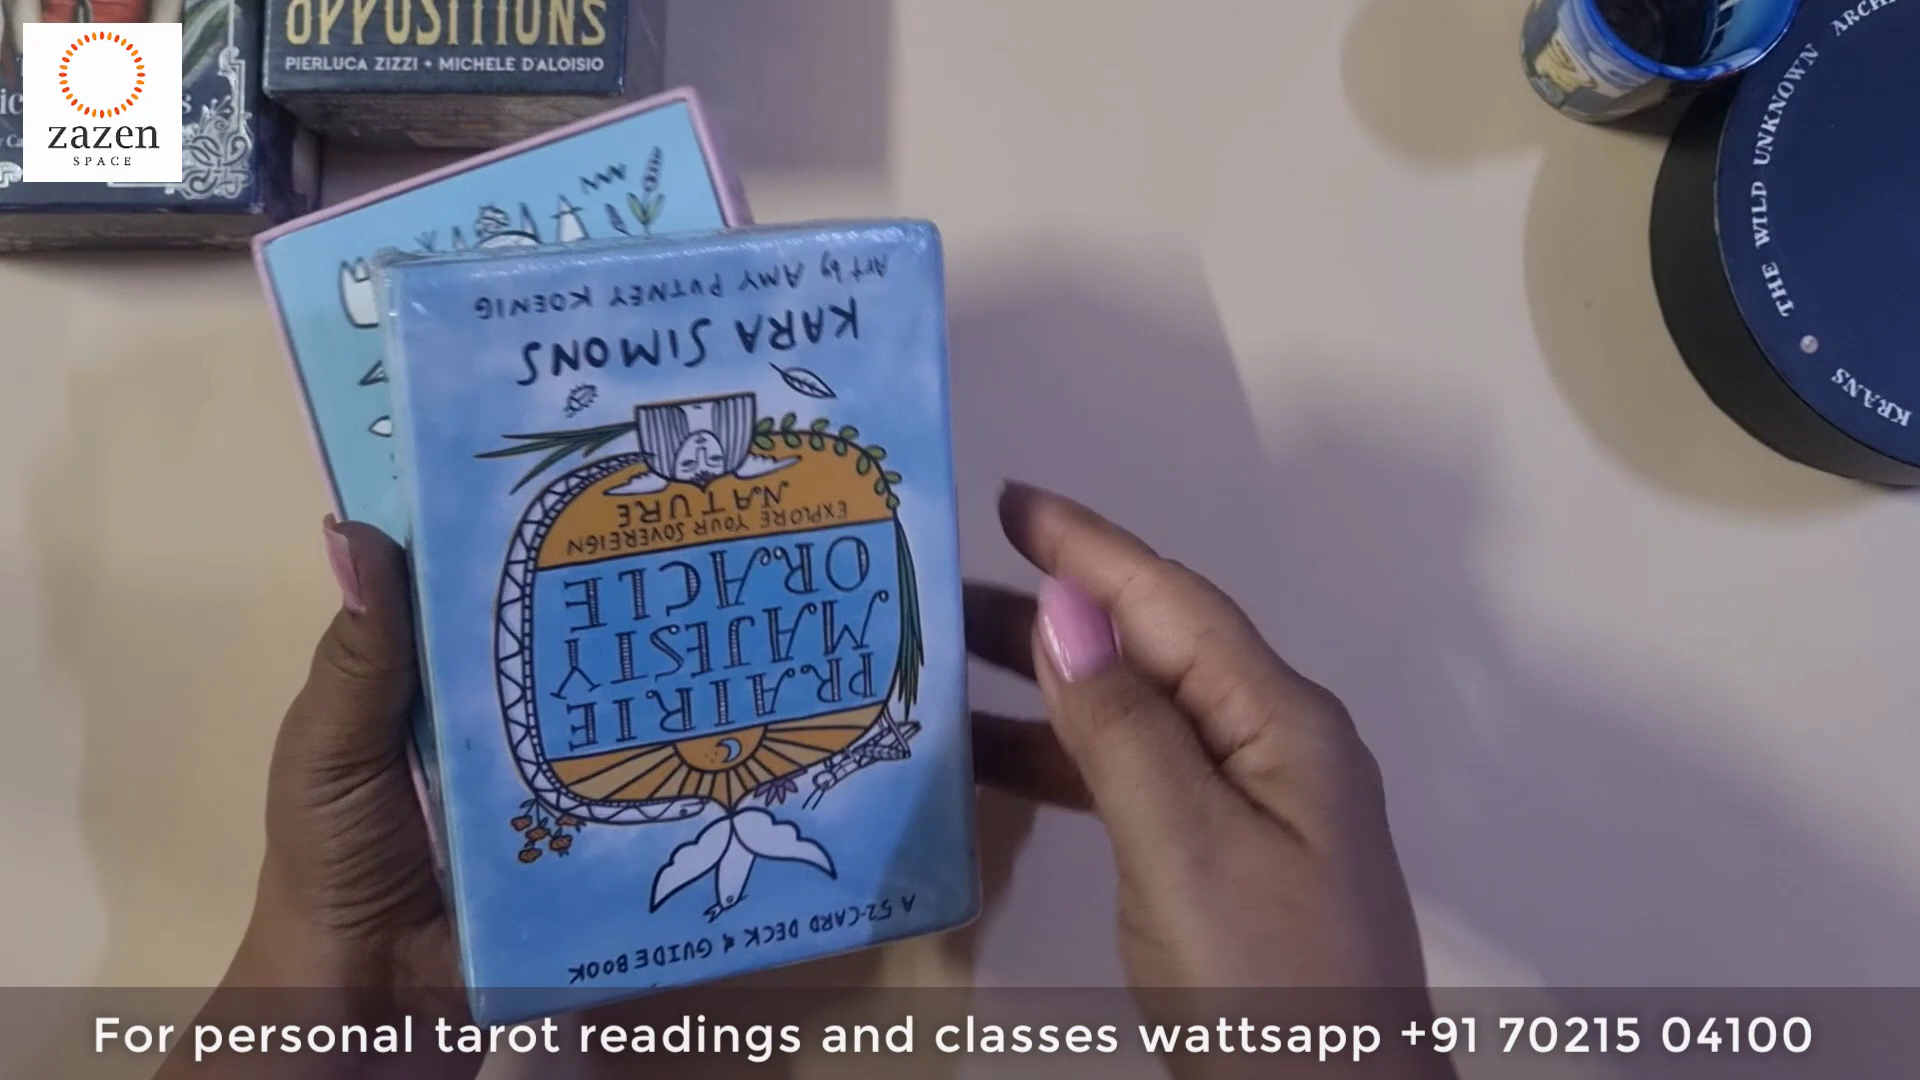 OPPOSITIONS
PIERLUCA ZIZZI • MICHELE D'ALOISIO
zazen
SPACE
A 52-CARD DECK & GUIDEBOOK
PRAIRIE
MAJESTY
ORACLE
EXPLORE YOUR SOVEREIGN
NATURE
KARA SIMONS
Art by AMY PUTNEY KOENIG
THE WILD UNKNOWN
KRANS
For personal tarot readings and classes wattsapp +91 70215 04100